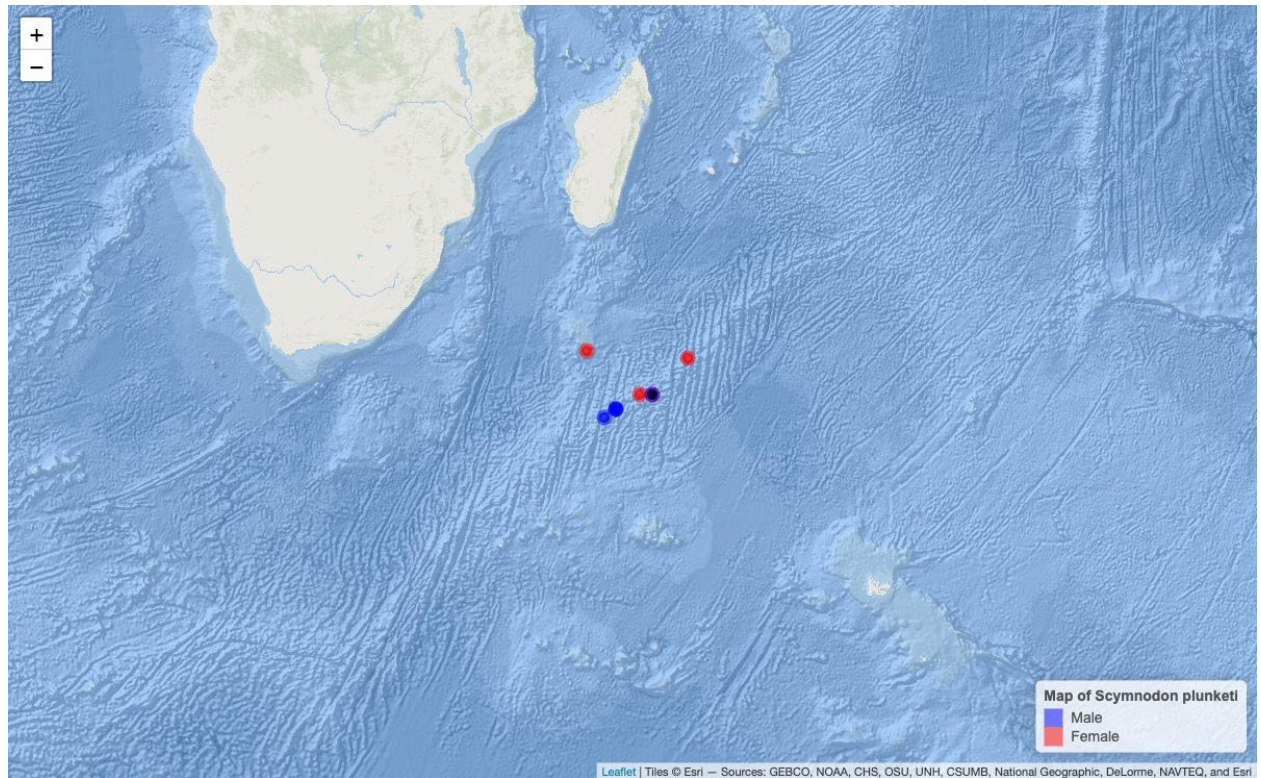 +
−
Map of Scymnodon plunketi
Male
Female
Leaflet | Tiles © Esri — Sources: GEBCO, NOAA, CHS, OSU, UNH, CSUMB, National Geographic, DeLorme, NAVTEQ, and Esri